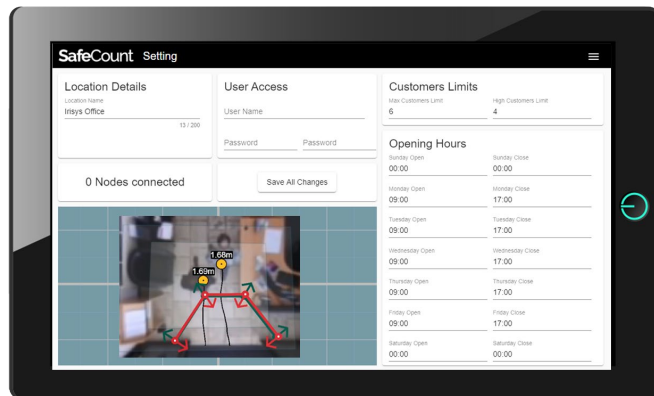 SafeCount Setting
Location Details
Location Name
Irisys Office
13 / 200
User Access
User Name
Password Password
0 Nodes connected
Save All Changes
1.68m
1.69m
Customers Limits
Max Customers Limit High Customers Limit
6 4
Opening Hours
Sunday Open Sunday Close
00:00 00:00
Monday Open Monday Close
09:00 17:00
Tuesday Open Tuesday Close
09:00 17:00
Wednesday Open Wednesday Close
09:00 17:00
Thursday Open Thursday Close
09:00 17:00
Friday Open Friday Close
09:00 17:00
Saturday Open Saturday Close
00:00 00:00